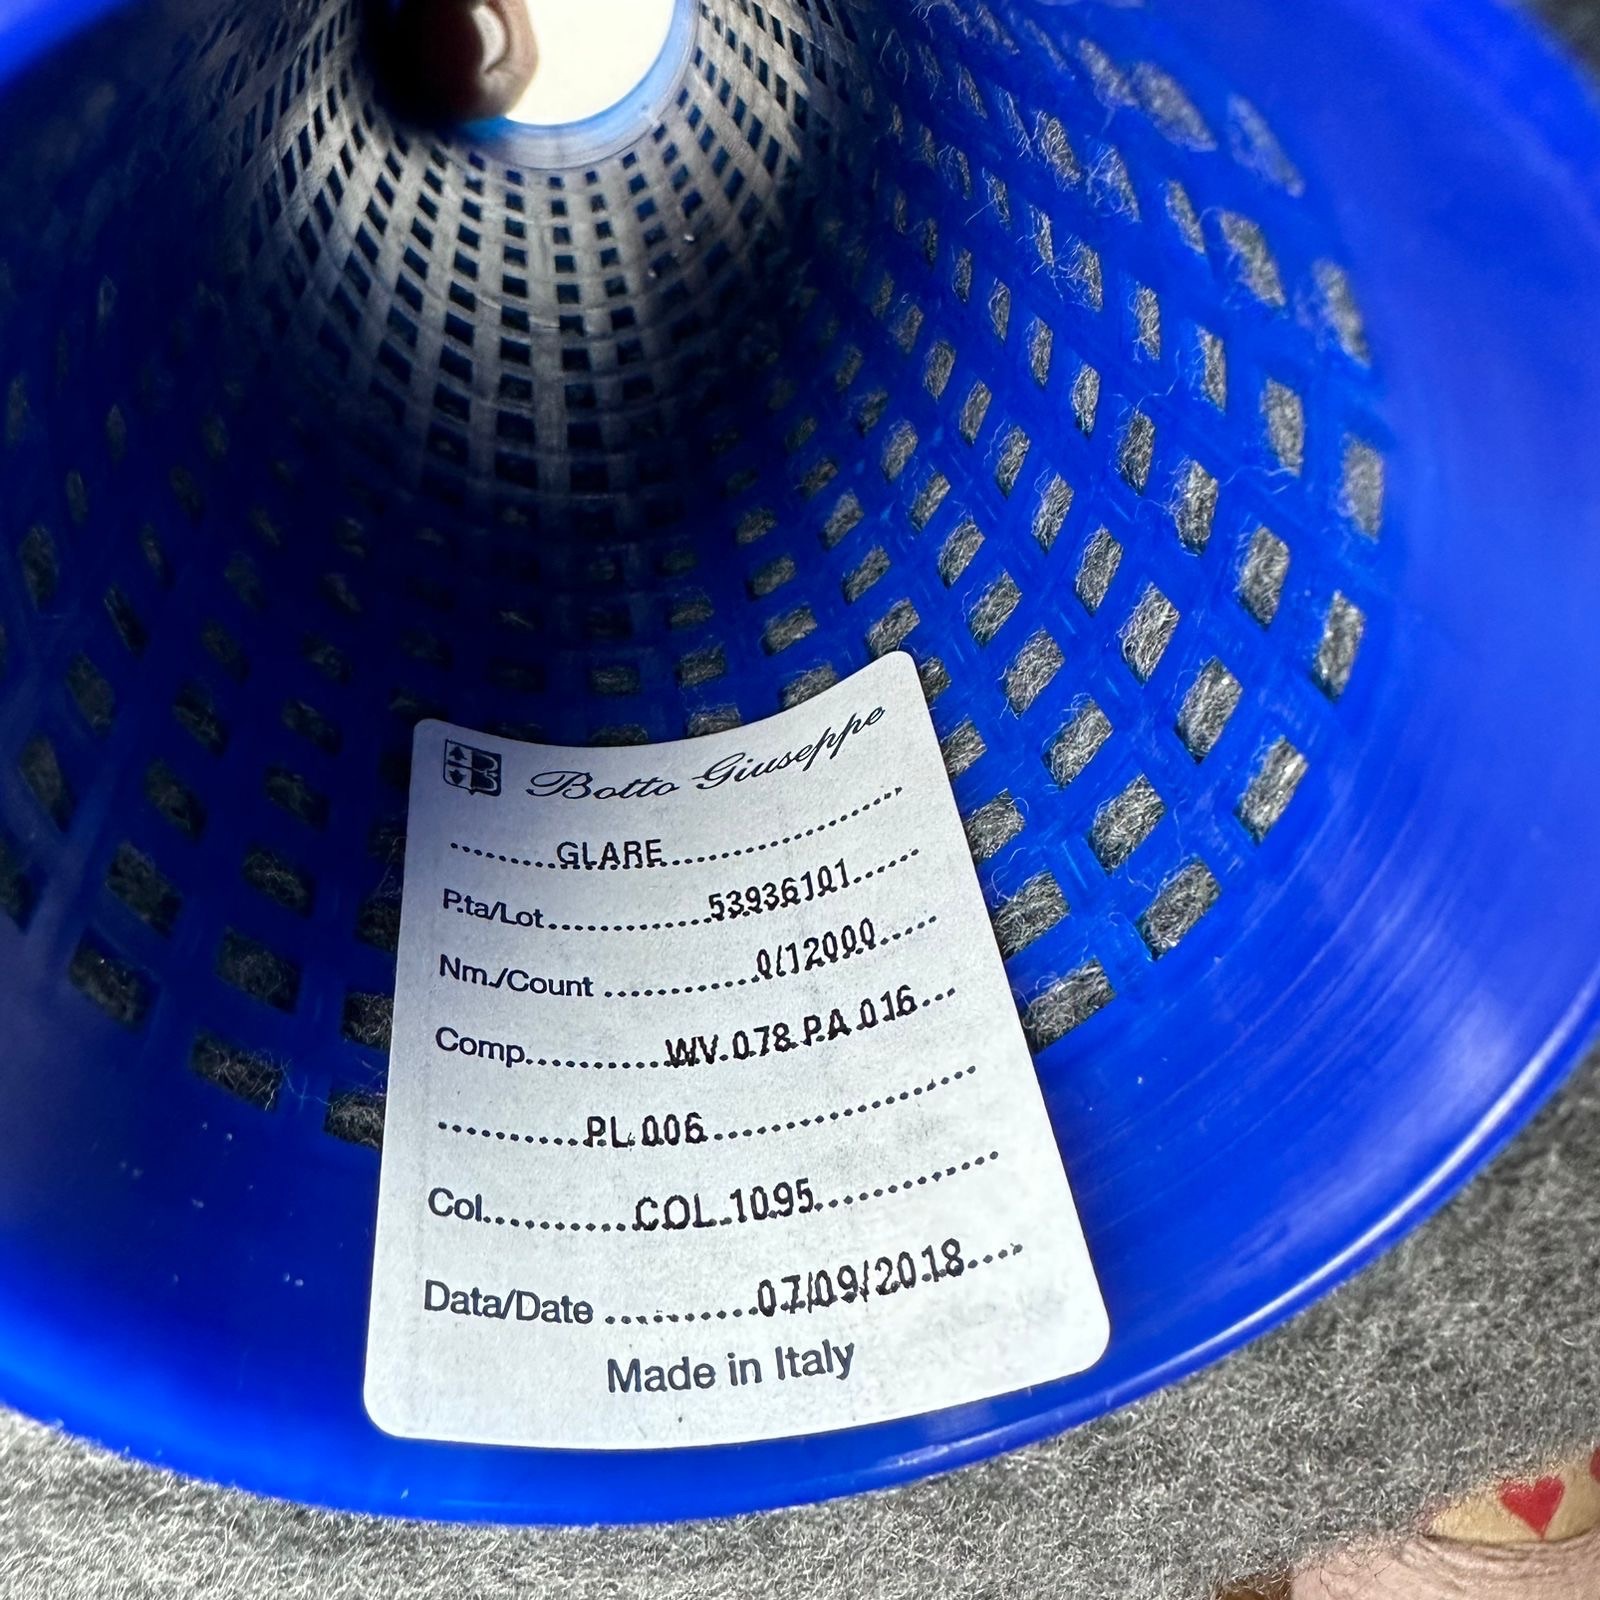 Botto Giuseppe
GLARE
P.ta/Lot 53936101
Nm./Count 0/12000
Comp. WV 078 PA 016
PL 006
Col. COL 1095
Data/Date 07/09/2018
Made in Italy